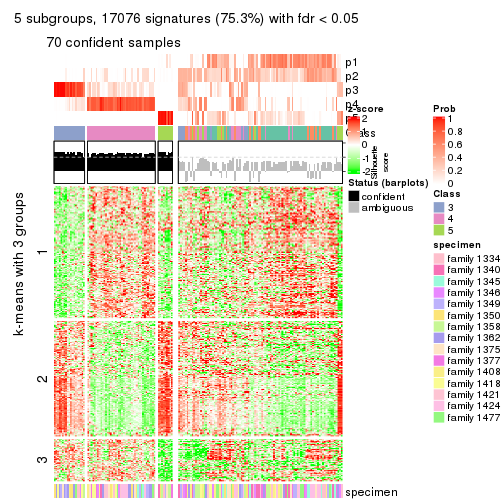 5 subgroups, 17076 signatures (75.3%) with fdr < 0.05
70 confident samples
p1
p2
p3
p4
p5
Class
Silhouette
score
k-means with 3 groups
1
2
3
specimen
z-score
2
1
0
-1
-2
Status (barplots)
confident
ambiguous
Prob
1
0.8
0.6
0.4
0.2
0
Class
3
4
5
specimen
family 1334
family 1340
family 1345
family 1346
family 1349
family 1350
family 1358
family 1362
family 1375
family 1377
family 1408
family 1418
family 1421
family 1424
family 1477